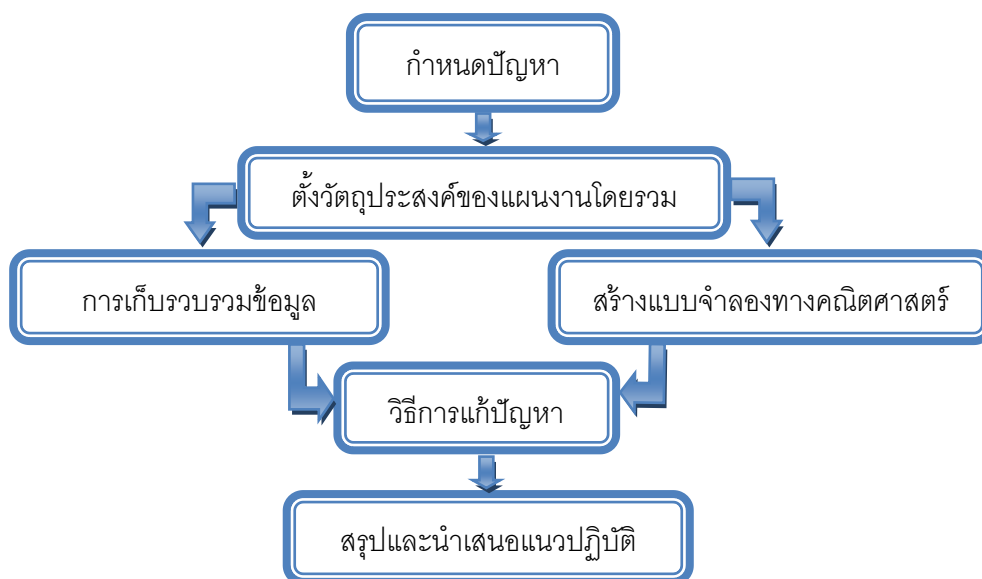 กำหนดปัญหา
ตั้งวัตถุประสงค์ของแผนงานโดยรวม
การเก็บรวบรวมข้อมูล
สร้างแบบจำลองทางคณิตศาสตร์
วิธีการแก้ปัญหา
สรุปและนำเสนอแนวปฏิบัติ